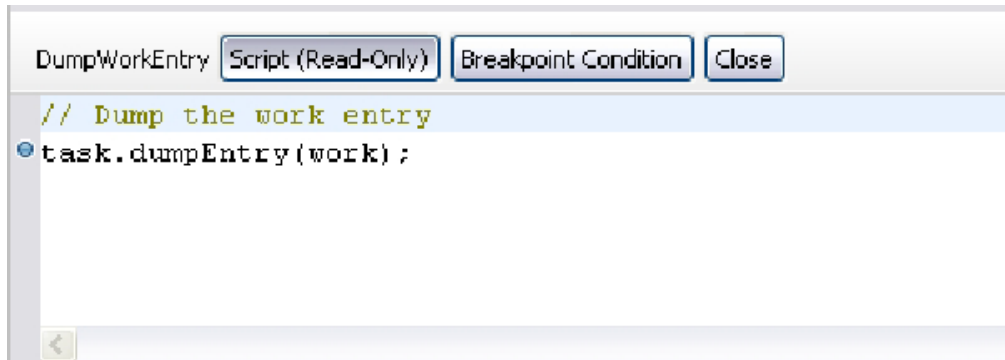 DumpWorkEntry Script (Read-Only) Breakpoint Condition Close
// Dump the work entry
task.dumpEntry(work);